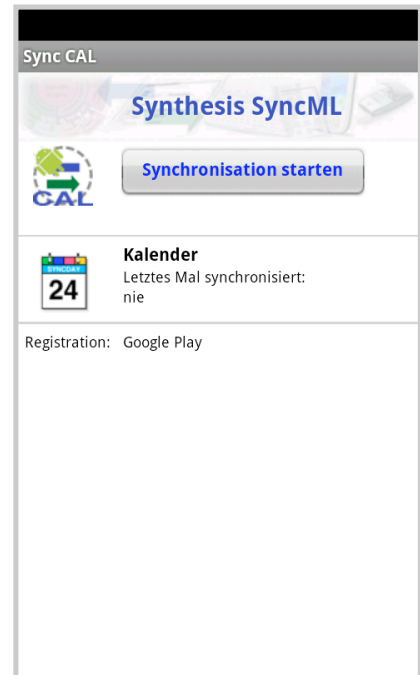 Sync CAL
Synthesis SyncML
Synchronisation starten
CAL
Kalender
Letztes Mal synchronisiert:
nie
SYNCDAY
24
Registration: Google Play